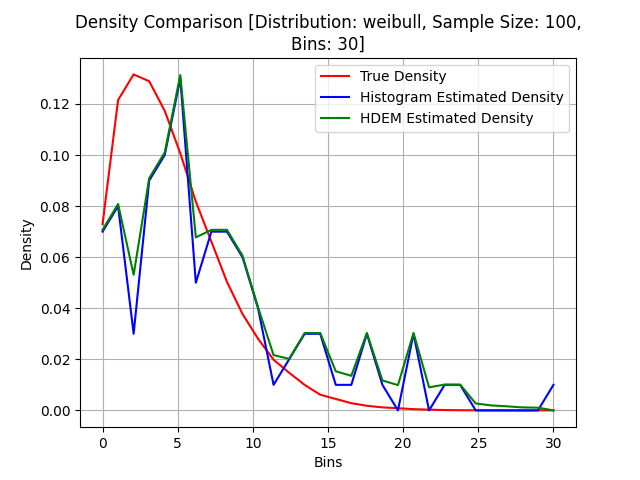 Density Comparison [Distribution: weibull, Sample Size: 100,
Bins: 30]
True Density
Histogram Estimated Density
HDEM Estimated Density
Density
0.12
0.10
0.08
0.06
0.04
0.02
0.00
0 5 10 15 20 25 30
Bins